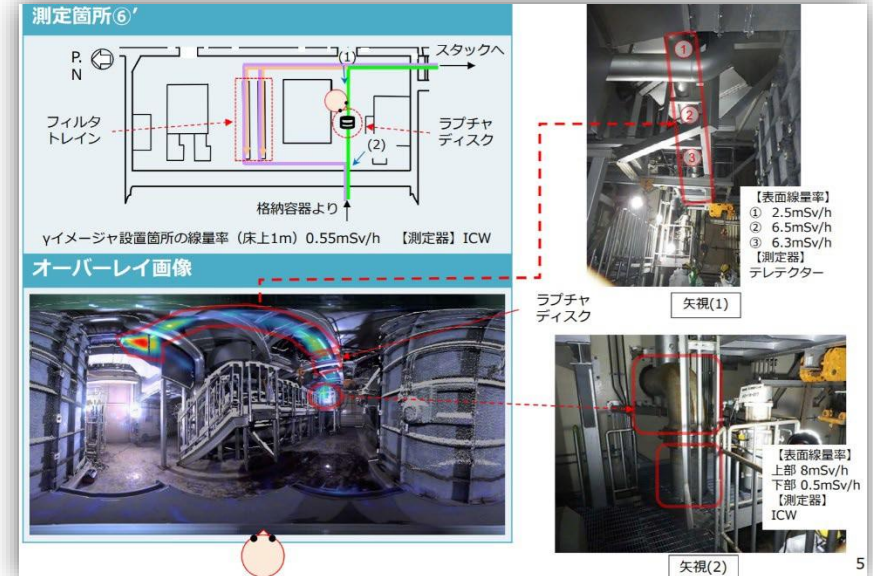 測定箇所⑥’
P.
N
(1)
スタックへ
フィルタ
トレイン
ラプチャ
ディスク
(2)
格納容器より
γイメージャ設置箇所の線量率（床上1m）0.55mSv/h 【測定器】ICW
オーバーレイ画像
ラプチャ
ディスク
①
②
③
【表面線量率】
① 2.5mSv/h
② 6.5mSv/h
③ 6.3mSv/h
【測定器】
テレテクター
矢視(1)
【表面線量率】
上部 8mSv/h
下部 0.5mSv/h
【測定器】
ICW
矢視(2)
5